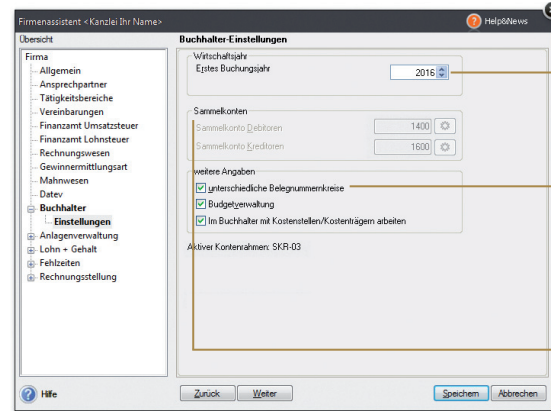 Firmenassistent <Kanzlei Ihr Name>
Help&News
Übersicht
Firma
Allgemein
Ansprechpartner
Tätigkeitsbereiche
Vereinbarungen
Finanzamt Umsatzsteuer
Finanzamt Lohnsteuer
Rechnungswesen
Gewinnermittlungsart
Mahnwesen
Datev
Buchhalter
Einstellungen
Anlagenverwaltung
Lohn + Gehalt
Fehlzeiten
Rechnungsstellung
Buchhalter-Einstellungen
Wirtschaftsjahr
Erstes Buchungsjahr 2016
Sammelkonten
Sammelkonto Debitoren 1400
Sammelkonto Kreditoren 1600
weitere Angaben
unterschiedliche Belegnummernkreise
Budgetverwaltung
Im Buchhalter mit Kostenstellen/Kostenträgern arbeiten
Aktiver Kontenrahmen: SKR-03
Hilfe
Zurück Weiter Speichern Abbrechen